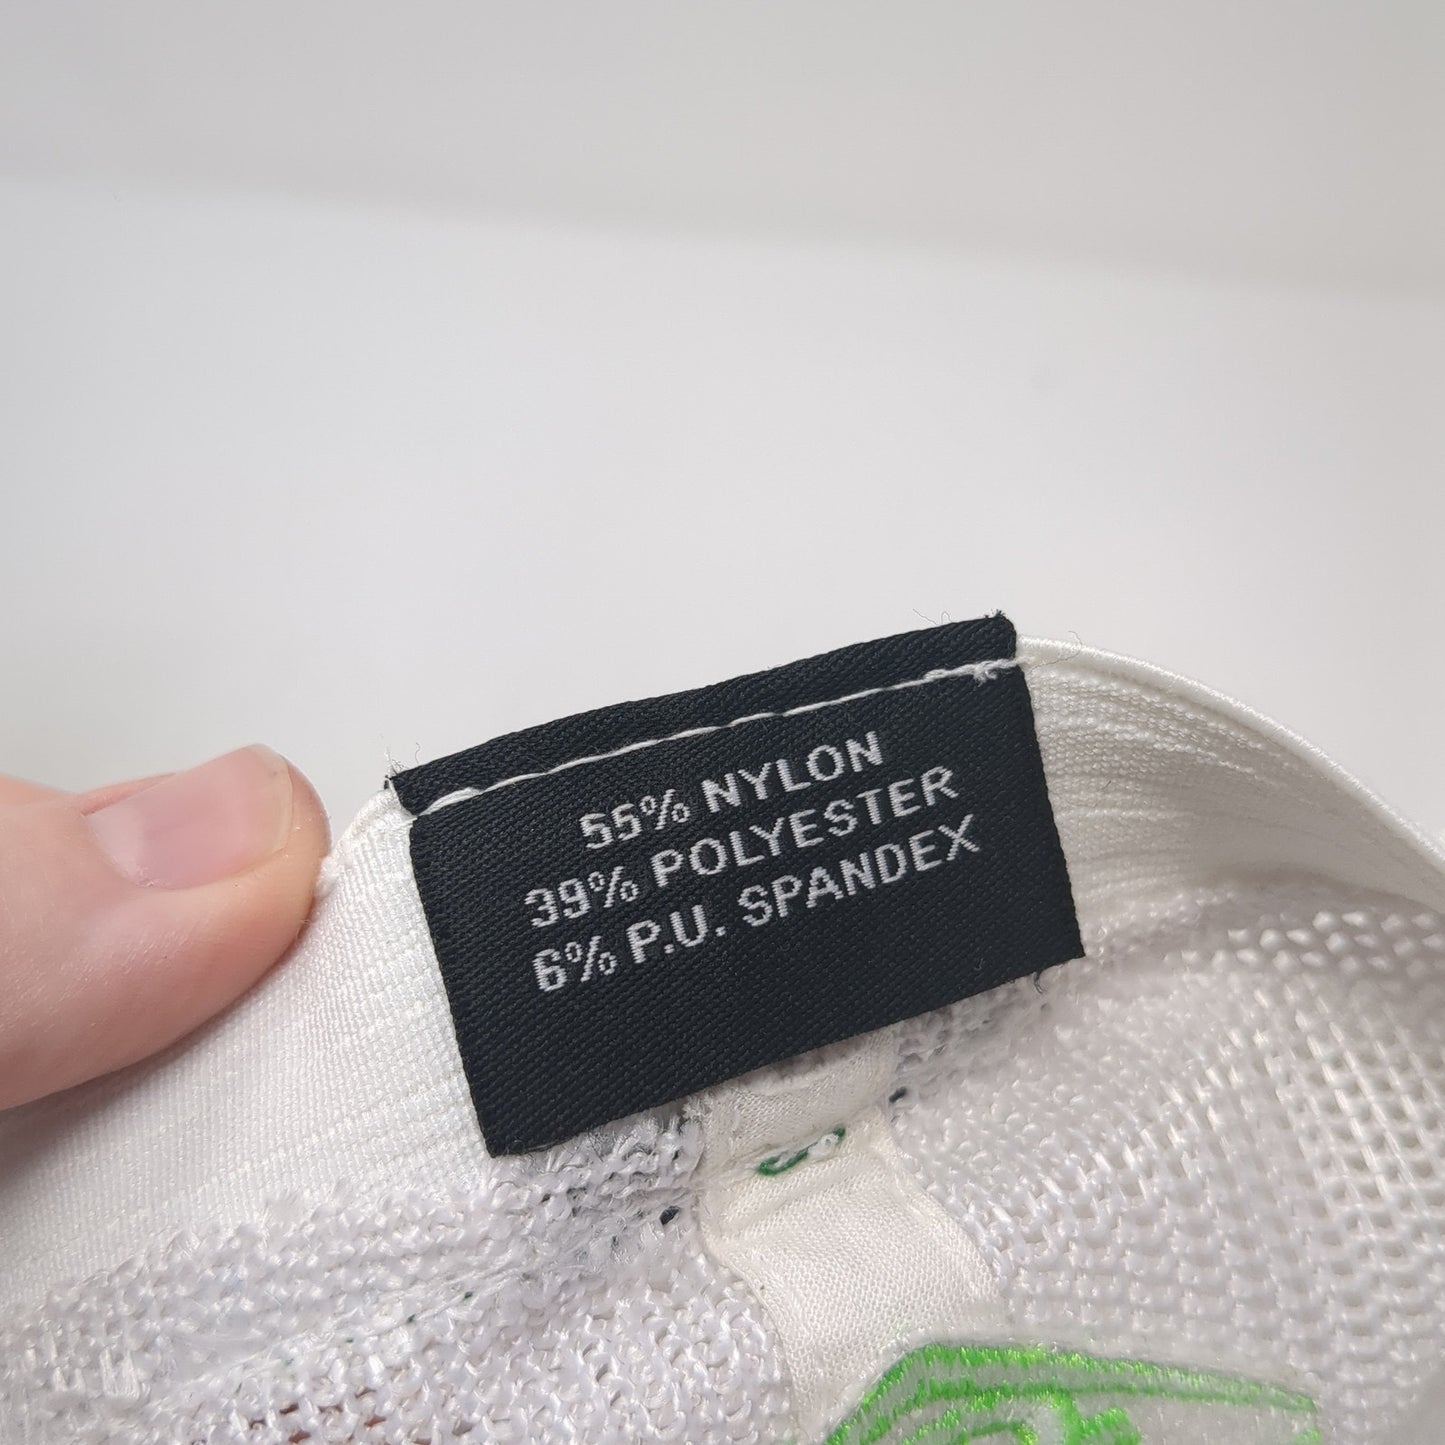 55% NYLON
39% POLYESTER
6% P.U. SPANDEX